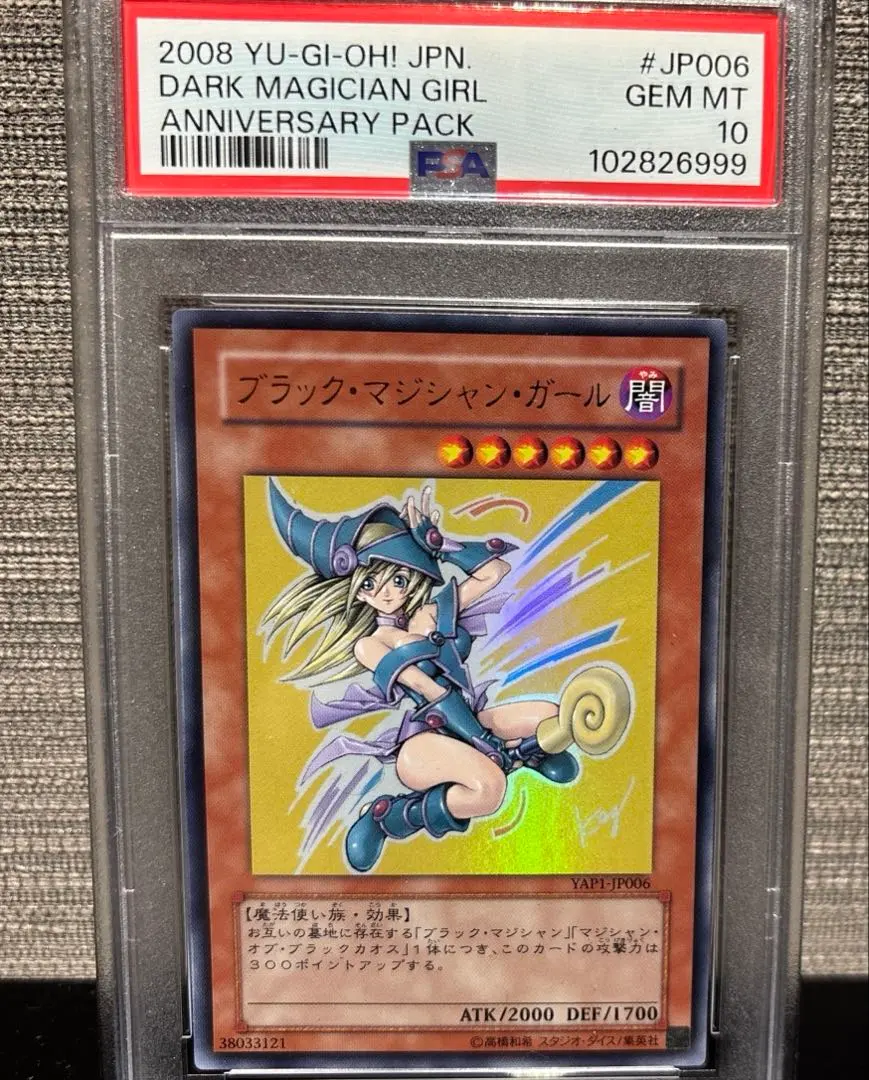 2008 YU-GI-OH! JPN. #JP006
DARK MAGICIAN GIRL GEM MT
ANNIVERSARY PACK 10
PSA 102826999
ブラック・マジシャン・ガール 闇
YAP1-JP006
【魔法使い族・効果】
お互いの墓地に存在する「ブラック・マジシャン」「マジシャン・
オブ・ブラックカオス」1体につき、このカードの攻撃力は
300ポイントアップする。
ATK/2000 DEF/1700
38033121 ©高橋和希 スタジオ・ダイス/集英社